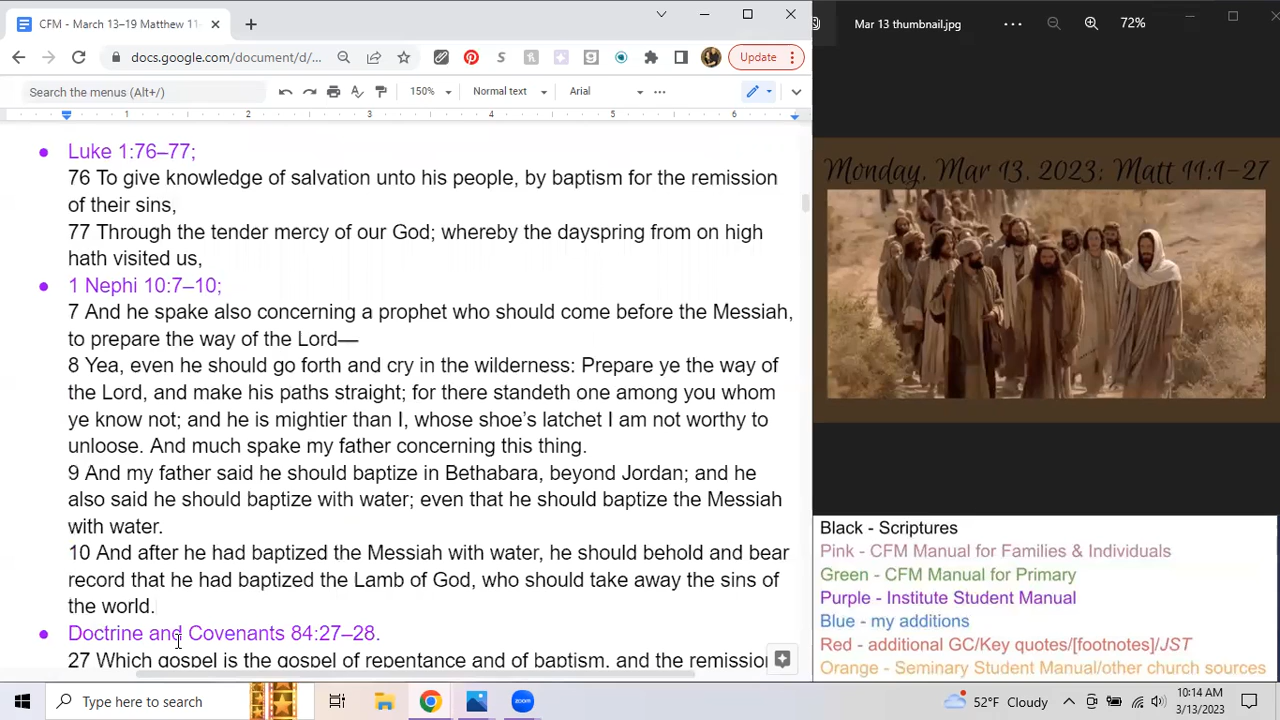 CFM - March 13–19 Matthew 11-
Mar 13 thumbnail.jpg
72%
docs.google.com/document/d/...
Update
Search the menus (Alt+/)
150%
Normal text
Arial
1 2 3 4 5 6
Luke 1:76–77;
76 To give knowledge of salvation unto his people, by baptism for the remission
of their sins,
77 Through the tender mercy of our God; whereby the dayspring from on high
hath visited us,
1 Nephi 10:7–10;
7 And he spake also concerning a prophet who should come before the Messiah,
to prepare the way of the Lord—
8 Yea, even he should go forth and cry in the wilderness: Prepare ye the way of
the Lord, and make his paths straight; for there standeth one among you whom
ye know not; and he is mightier than I, whose shoe’s latchet I am not worthy to
unloose. And much spake my father concerning this thing.
9 And my father said he should baptize in Bethabara, beyond Jordan; and he
also said he should baptize with water; even that he should baptize the Messiah
with water.
10 And after he had baptized the Messiah with water, he should behold and bear
record that he had baptized the Lamb of God, who should take away the sins of
the world.
Doctrine and Covenants 84:27–28.
27 Which gospel is the gospel of repentance and of baptism, and the remission
Monday, Mar 13, 2023: Matt 11:1-27
Black - Scriptures
Pink - CFM Manual for Families & Individuals
Green - CFM Manual for Primary
Purple - Institute Student Manual
Blue - my additions
Red - additional GC/Key quotes/[footnotes]/JST
Orange - Seminary Student Manual/other church sources
Type here to search
zoom
52°F Cloudy
10:14 AM
3/13/2023